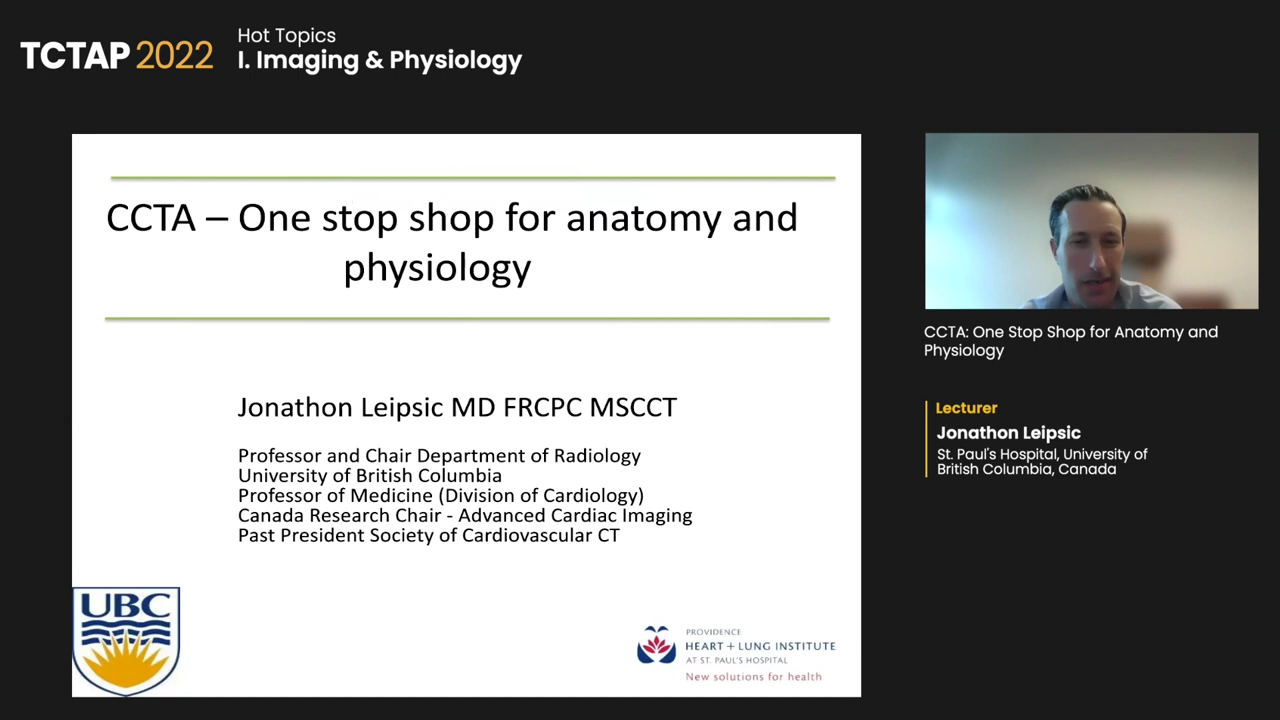 TCTAP 2022
Hot Topics
I. Imaging & Physiology
CCTA – One stop shop for anatomy and
physiology
Jonathon Leipsic MD FRCPC MSCCT
Professor and Chair Department of Radiology
University of British Columbia
Professor of Medicine (Division of Cardiology)
Canada Research Chair - Advanced Cardiac Imaging
Past President Society of Cardiovascular CT
UBC
PROVIDENCE
HEART + LUNG INSTITUTE
AT ST. PAUL'S HOSPITAL
New solutions for health
CCTA: One Stop Shop for Anatomy and
Physiology
Lecturer
Jonathon Leipsic
St. Paul's Hospital, University of
British Columbia, Canada